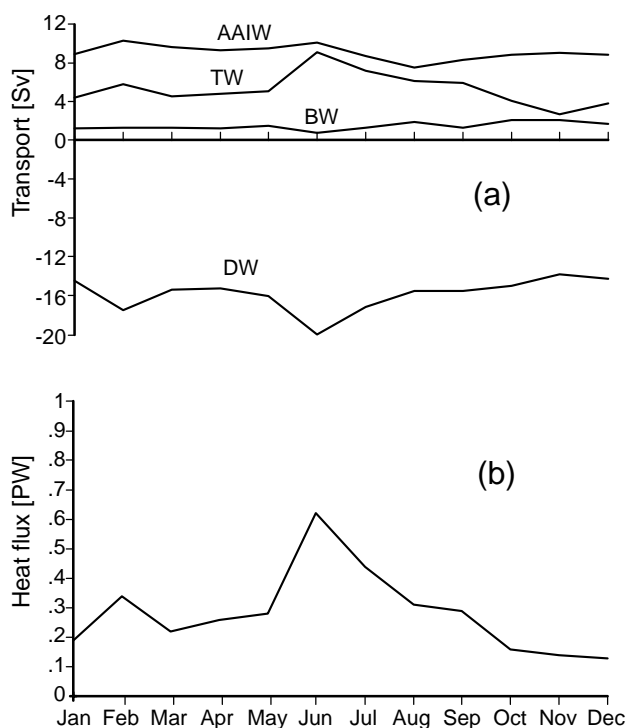 12
8
4
0
-4
-8
-12
-16
-20
Transport [Sv]
AAIW
TW
BW
(a)
DW
1
.9
.8
.7
.6
.5
.4
.3
.2
.1
0
Heat flux [PW]
(b)
Jan Feb Mar Apr May Jun Jul Aug Sep Oct Nov Dec